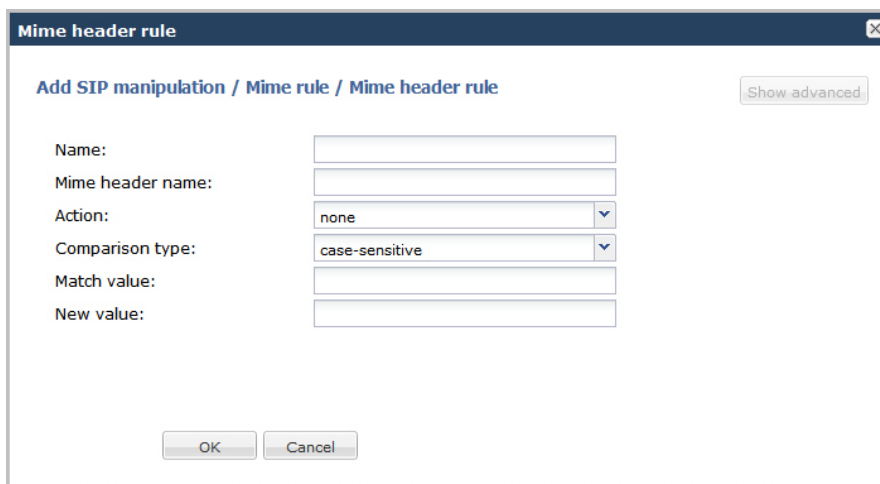 Mime header rule
Add SIP manipulation / Mime rule / Mime header rule
Show advanced
Name:
Mime header name:
Action: none
Comparison type: case-sensitive
Match value:
New value:
OK Cancel